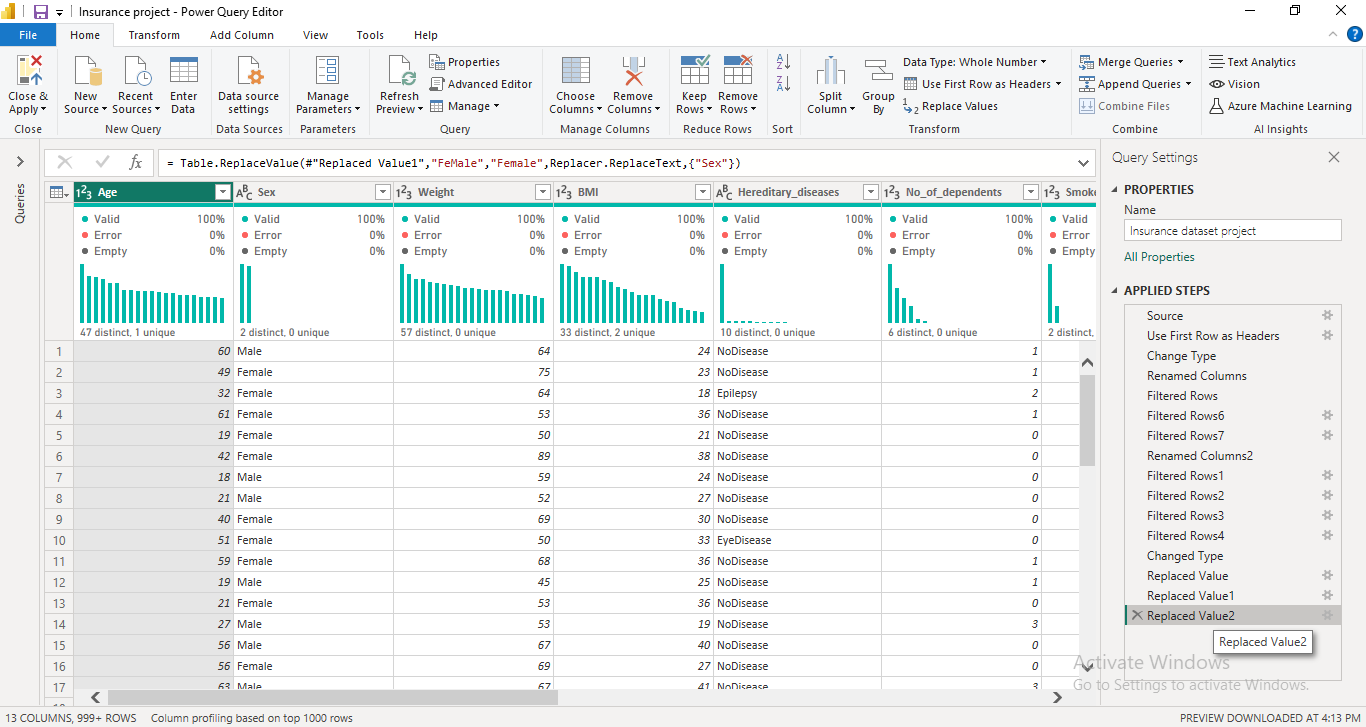 Insurance project - Power Query Editor
File Home Transform Add Column View Tools Help
Close & Apply
Close
New Source
Recent Sources
Enter Data
New Query
Data source settings
Data Sources
Manage Parameters
Parameters
Refresh Preview
Properties
Advanced Editor
Manage
Query
Choose Columns
Remove Columns
Manage Columns
Keep Rows
Remove Rows
Reduce Rows
Sort
Split Column
Group By
Data Type: Whole Number
Use First Row as Headers
Replace Values
Transform
Merge Queries
Append Queries
Combine Files
Combine
Text Analytics
Vision
Azure Machine Learning
AI Insights
Queries
= Table.ReplaceValue(#"Replaced Value1","FeMale","Female",Replacer.ReplaceText,{"Sex"})
Age Sex Weight BMI Hereditary_diseases No_of_dependents Smoke
Valid 100% Valid 100% Valid 100% Valid 100% Valid 100% Valid 100% Valid
Error 0% Error 0% Error 0% Error 0% Error 0% Error 0% Error
Empty 0% Empty 0% Empty 0% Empty 0% Empty 0% Empty 0% Empty
47 distinct, 1 unique 2 distinct, 0 unique 57 distinct, 0 unique 33 distinct, 2 unique 10 distinct, 0 unique 6 distinct, 0 unique 2 distinct,
1 60 Male 64 24 NoDisease 1
2 49 Female 75 23 NoDisease 1
3 32 Female 64 18 Epilepsy 2
4 61 Female 53 36 NoDisease 1
5 19 Female 50 21 NoDisease 0
6 42 Female 89 38 NoDisease 0
7 18 Male 59 24 NoDisease 0
8 21 Male 52 27 NoDisease 0
9 40 Female 69 30 NoDisease 0
10 51 Female 50 33 EyeDisease 0
11 59 Female 68 36 NoDisease 1
12 19 Male 45 25 NoDisease 1
13 21 Female 53 36 NoDisease 0
14 27 Male 53 19 NoDisease 3
15 56 Male 67 40 NoDisease 0
16 56 Female 69 27 NoDisease 0
17 63 Male 67 41 NoDisease 3
Query Settings
PROPERTIES
Name
Insurance dataset project
All Properties
APPLIED STEPS
Source
Use First Row as Headers
Change Type
Renamed Columns
Filtered Rows
Filtered Rows6
Filtered Rows7
Renamed Columns2
Filtered Rows1
Filtered Rows2
Filtered Rows3
Filtered Rows4
Changed Type
Replaced Value
Replaced Value1
Replaced Value2
Replaced Value2
Activate Windows
Go to Settings to activate Windows.
13 COLUMNS, 999+ ROWS Column profiling based on top 1000 rows
PREVIEW DOWNLOADED AT 4:13 PM